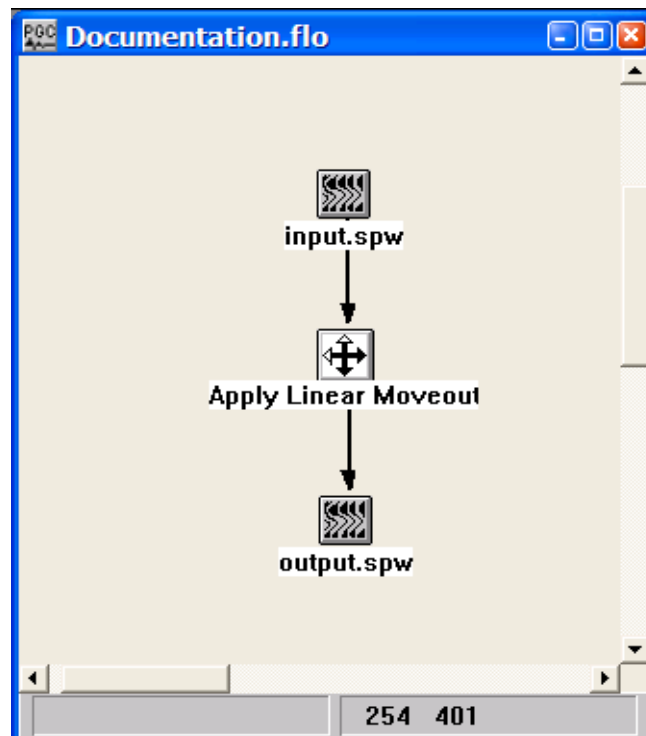 Documentation.flo
input.spw
Apply Linear Moveout
output.spw
254 401